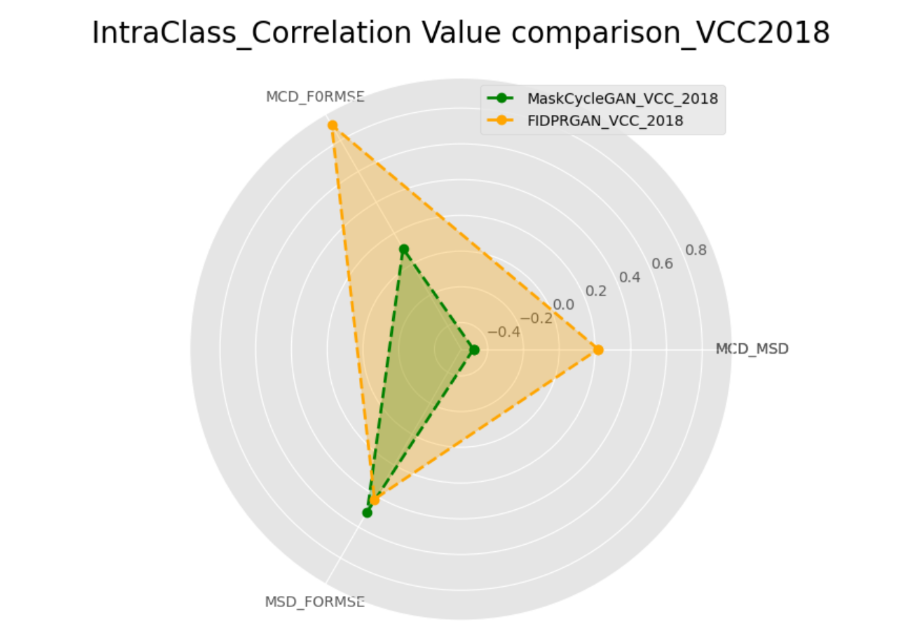 IntraClass_Correlation Value comparison_VCC2018
MCD_F0RMSE
MaskCycleGAN_VCC_2018
FIDPRGAN_VCC_2018
0.8
0.6
0.4
0.2
0.0
−0.2
−0.4
MCD_MSD
MSD_FORMSE